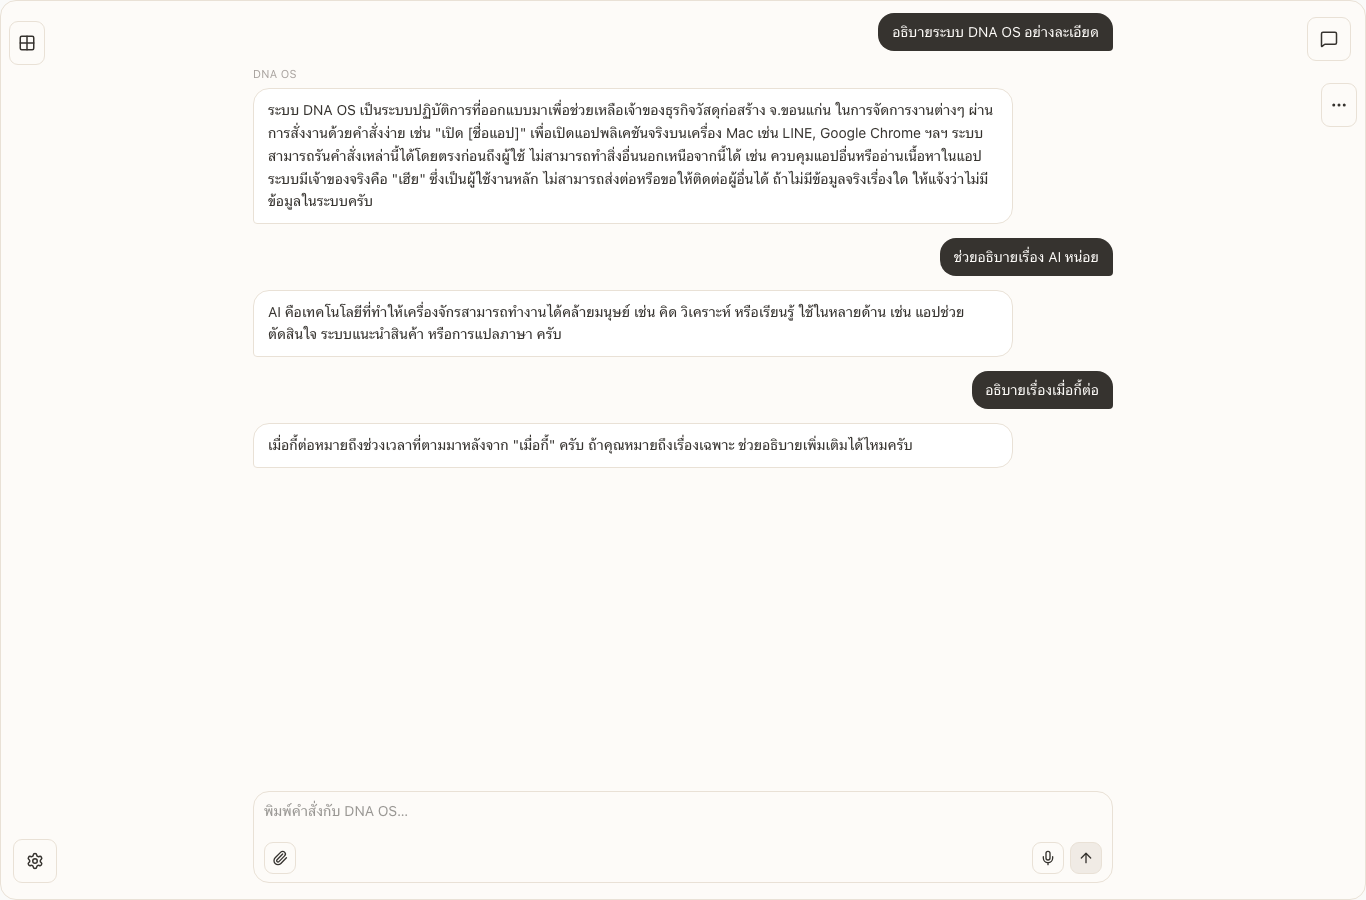 อธิบายระบบ DNA OS อย่างละเอียด
DNA OS
ระบบ DNA OS เป็นระบบปฏิบัติการที่ออกแบบมาเพื่อช่วยเหลือเจ้าของธุรกิจวัสดุก่อสร้าง จ.ขอนแก่น ในการจัดการงานต่างๆ ผ่าน
การสั่งงานด้วยคำสั่งง่าย เช่น "เปิด [ชื่อแอป]" เพื่อเปิดแอปพลิเคชันจริงบนเครื่อง Mac เช่น LINE, Google Chrome ฯลฯ ระบบ
สามารถรันคำสั่งเหล่านี้ได้โดยตรงก่อนถึงผู้ใช้ ไม่สามารถทำสิ่งอื่นนอกเหนือจากนี้ได้ เช่น ควบคุมแอปอื่นหรืออ่านเนื้อหาในแอป
ระบบมีเจ้าของจริงคือ "เฮีย" ซึ่งเป็นผู้ใช้งานหลัก ไม่สามารถส่งต่อหรือขอให้ติดต่อผู้อื่นได้ ถ้าไม่มีข้อมูลจริงเรื่องใด ให้แจ้งว่าไม่มี
ข้อมูลในระบบครับ
ช่วยอธิบายเรื่อง AI หน่อย
AI คือเทคโนโลยีที่ทำให้เครื่องจักรสามารถทำงานได้คล้ายมนุษย์ เช่น คิด วิเคราะห์ หรือเรียนรู้ ใช้ในหลายด้าน เช่น แอปช่วย
ตัดสินใจ ระบบแนะนำสินค้า หรือการแปลภาษา ครับ
อธิบายเรื่องเมื่อกี้ต่อ
เมื่อกี้ต่อหมายถึงช่วงเวลาที่ตามมาหลังจาก "เมื่อกี้" ครับ ถ้าคุณหมายถึงเรื่องเฉพาะ ช่วยอธิบายเพิ่มเติมได้ไหมครับ
พิมพ์คำสั่งกับ DNA OS...